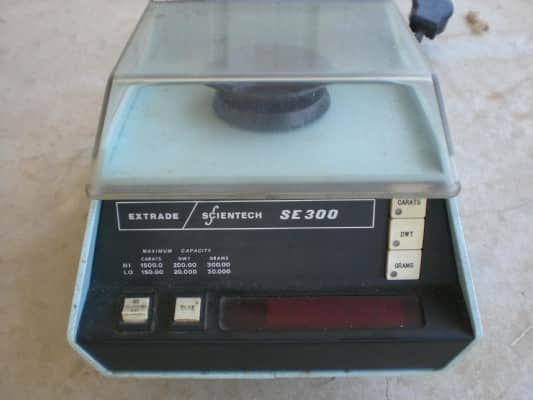 EXTRADE / SCIENTECH SE 300
CARATS
DWT
GRAMS
MAXIMUM CAPACITY
CARATS DWT GRAMS
HI 1500.0 200.00 300.00
LO 150.00 20.000 30.000